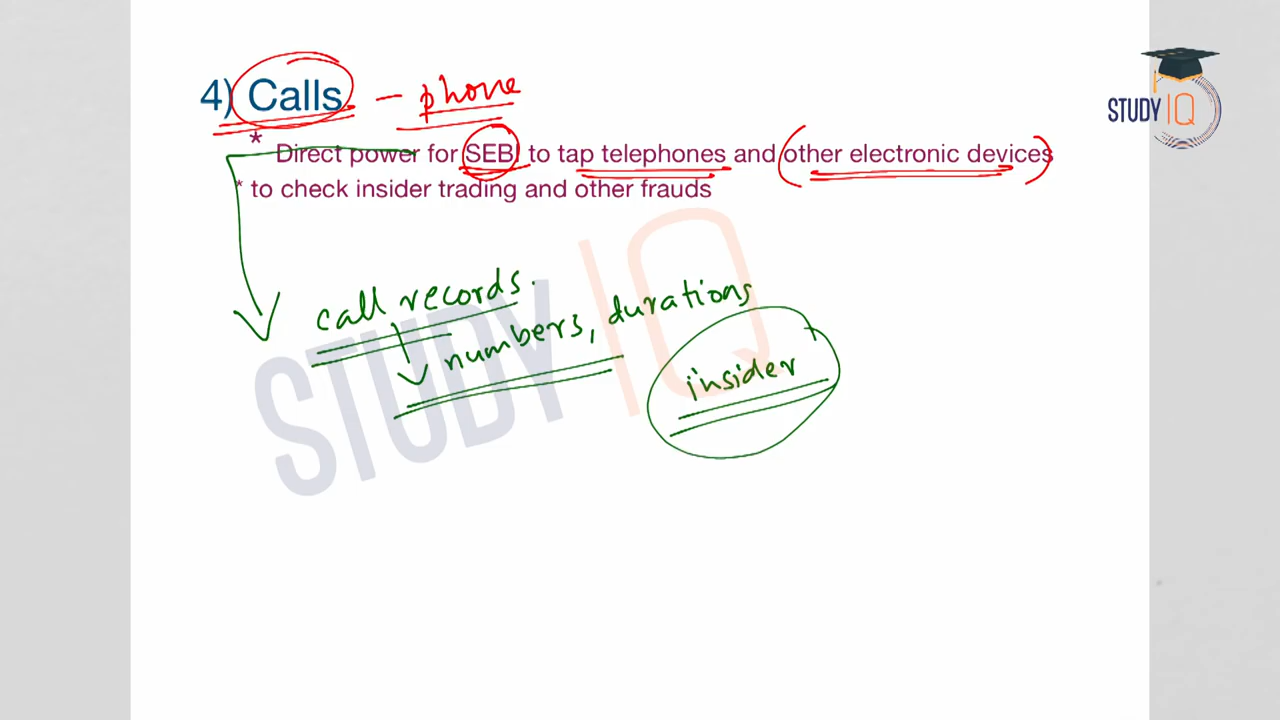 4) Calls - phone
STUDY IQ
* Direct power for SEBI to tap telephones and other electronic devices
* to check insider trading and other frauds
call records.
numbers, durations
insider
STUDY IQ